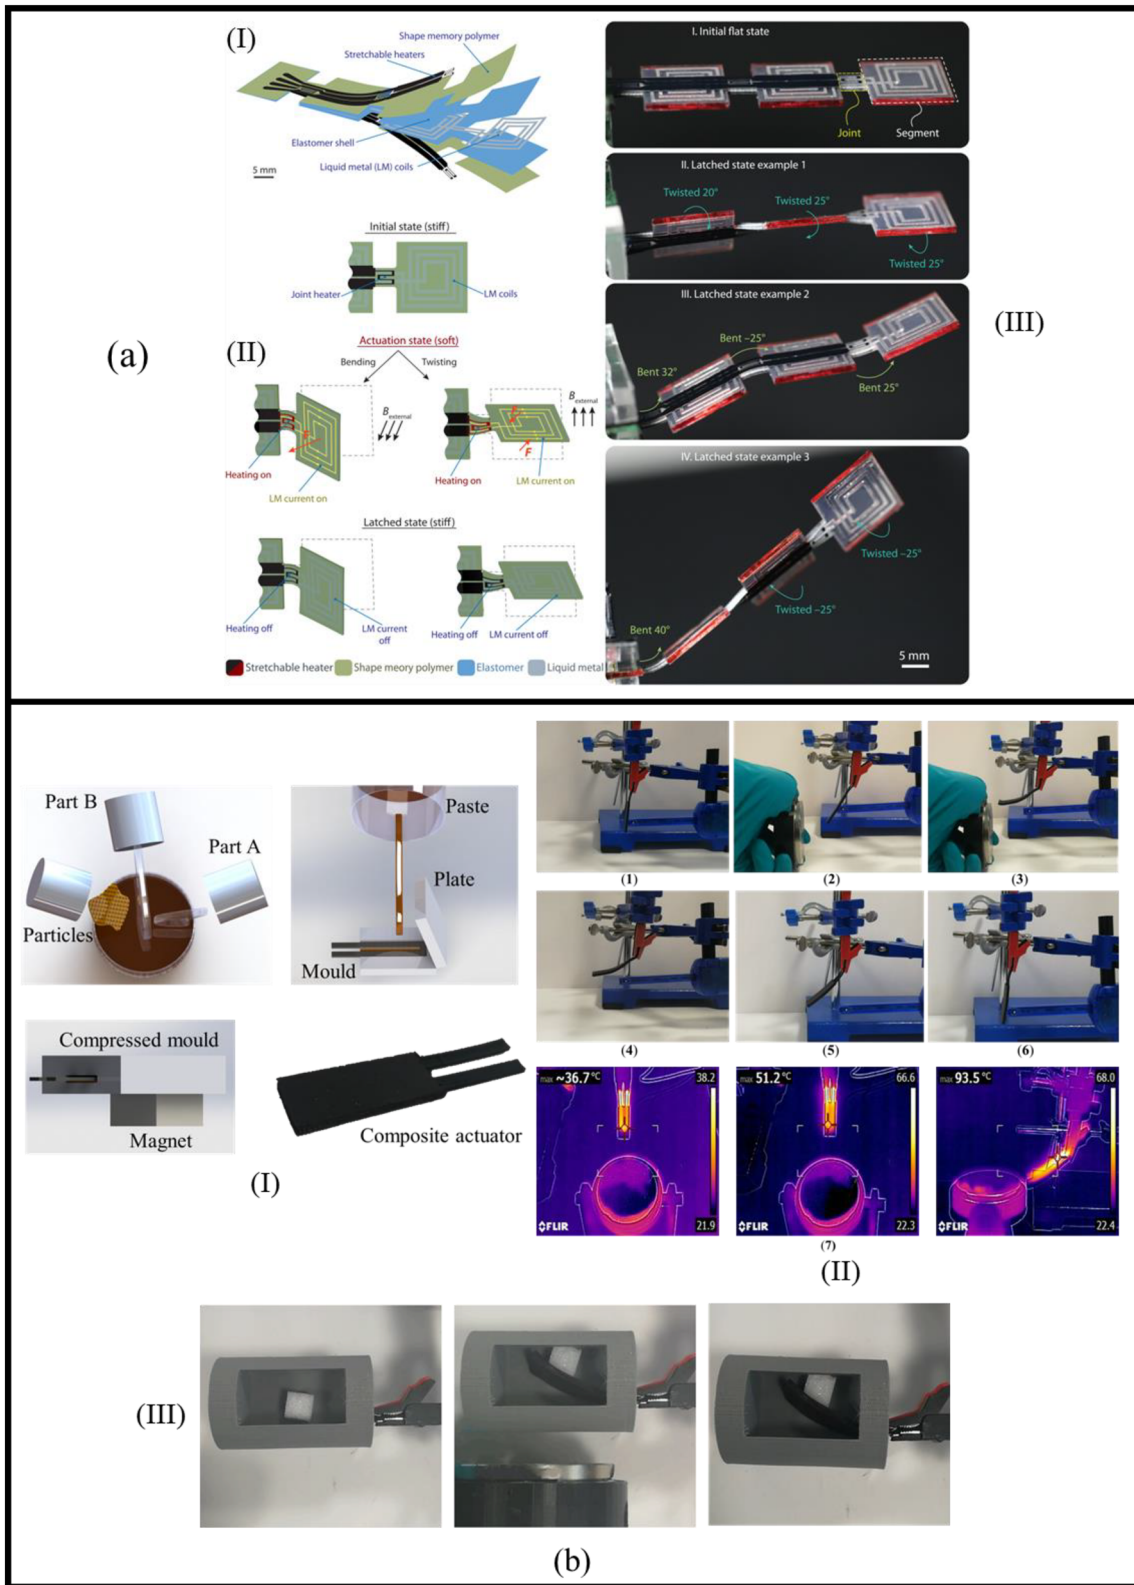 (a)
(I)
Shape memory polymer
Stretchable heaters
Elastomer shell
Liquid metal (LM) coils
5 mm
Initial state (stiff)
Joint heater
LM coils
(II)
Actuation state (soft)
Bending
Twisting
B external
B external
F
F
F
Heating on
LM current on
Heating on
LM current on
Latched state (stiff)
Heating off
LM current
off
Heating off
LM current off
Stretchable heater
Shape meory polymer
Elastomer
Liquid metal
(III)
I. Initial flat state
Joint
Segment
II. Latched state example 1
Twisted 20°
Twisted 25°
Twisted 25°
III. Latched state example 2
Bent 32°
Bent −25°
Bent 25°
IV. Latched state example 3
Twisted −25°
Twisted −25°
Bent 40°
5 mm
Part B
Part A
Particles
Paste
Plate
Mould
Compressed mould
Magnet
Composite actuator
(I)
(1)
(2)
(3)
(4)
(5)
(6)
max ~36.7 °C
38.2
21.9
FLIR
max 51.2 °C
66.6
22.3
FLIR
max 93.5 °C
68.0
22.4
FLIR
(7)
(II)
(III)
(b)